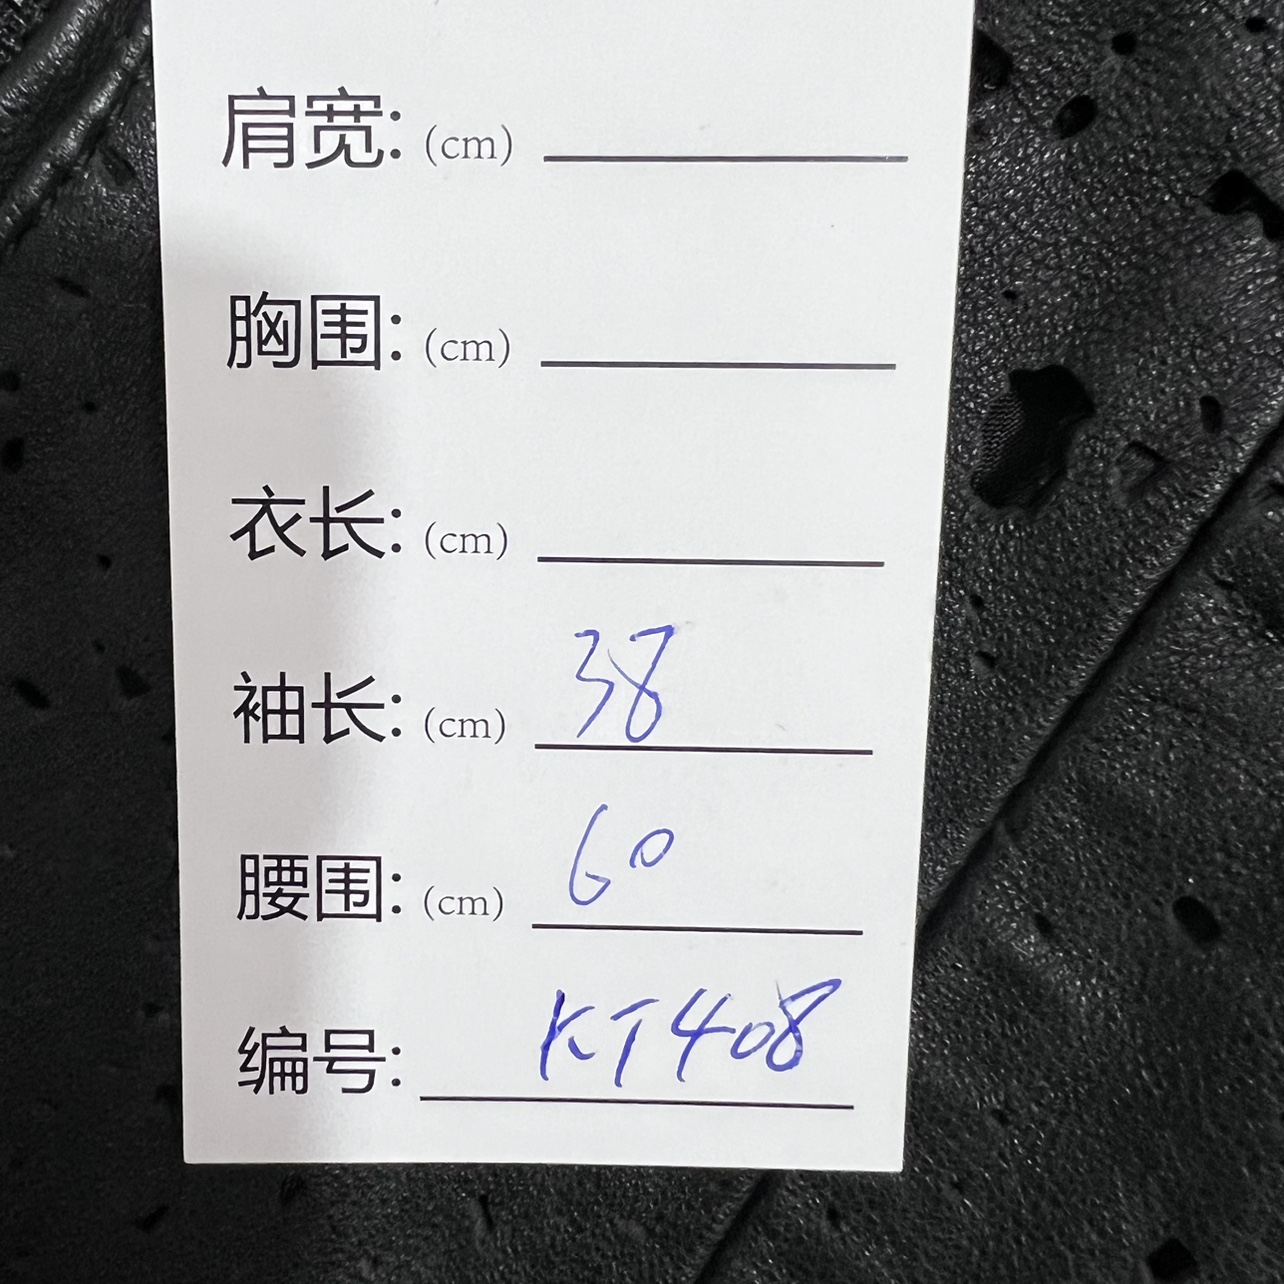 肩宽: (cm)
胸围: (cm)
衣长: (cm)
袖长: (cm) 38
腰围: (cm) 60
编号: KT408